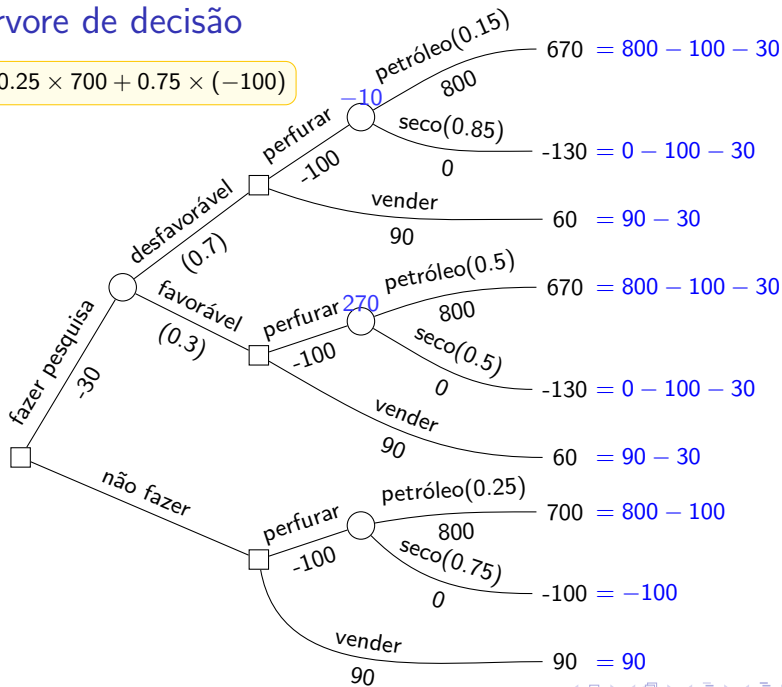 rvore de decisão
0.25 × 700 + 0.75 × (−100)
petróleo(0.15)
800
670 = 800 − 100 − 30
−10
perfurar
-100
seco(0.85)
0
-130 = 0 − 100 − 30
desfavorável
(0.7)
vender
90
60 = 90 − 30
petróleo(0.5)
800
670 = 800 − 100 − 30
favorável
(0.3)
270
perfurar
-100
seco(0.5)
0
-130 = 0 − 100 − 30
fazer pesquisa
-30
vender
90
60 = 90 − 30
não fazer
petróleo(0.25)
800
700 = 800 − 100
perfurar
-100
seco(0.75)
0
-100 = −100
vender
90
90 = 90